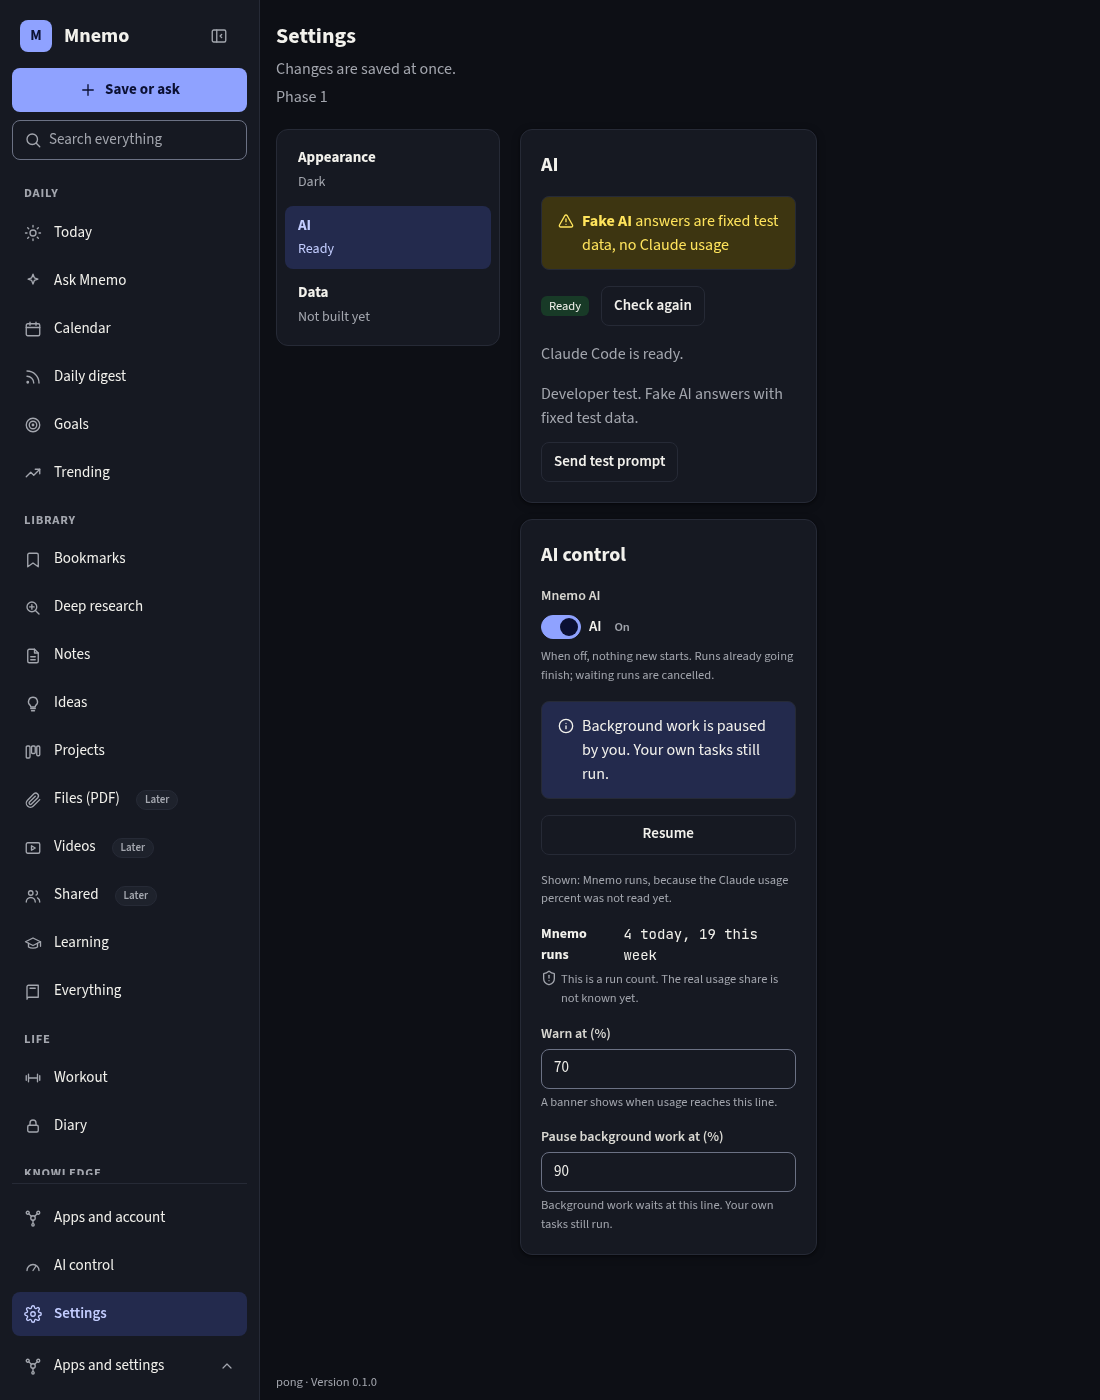 M Mnemo
Save or ask
Search everything
DAILY
Today
Ask Mnemo
Calendar
Daily digest
Goals
Trending
LIBRARY
Bookmarks
Deep research
Notes
Ideas
Projects
Files (PDF) Later
Videos Later
Shared Later
Learning
Everything
LIFE
Workout
Diary
KNOWLEDGE
Apps and account
AI control
Settings
Apps and settings
Settings
Changes are saved at once.
Phase 1
Appearance
Dark
AI
Ready
Data
Not built yet
AI
Fake AI answers are fixed test
data, no Claude usage
Ready Check again
Claude Code is ready.
Developer test. Fake AI answers with
fixed test data.
Send test prompt
AI control
Mnemo AI
AI On
When off, nothing new starts. Runs already going
finish; waiting runs are cancelled.
Background work is paused
by you. Your own tasks still
run.
Resume
Shown: Mnemo runs, because the Claude usage
percent was not read yet.
Mnemo runs
4 today, 19 this week
This is a run count. The real usage share is
not known yet.
Warn at (%)
70
A banner shows when usage reaches this line.
Pause background work at (%)
90
Background work waits at this line. Your own
tasks still run.
pong · Version 0.1.0